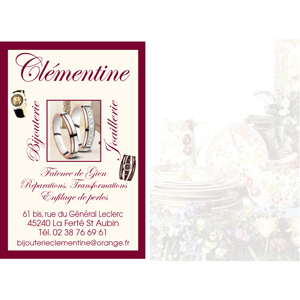 Clémentine
Bijouterie
Joaillerie
Faïence de Gien
Réparations, Transformations
Enfilage de perles
61 bis, rue du Général Leclerc
45240 La Ferté St Aubin
Tél. 02 38 76 69 61
bijouterieclementine@orange.fr